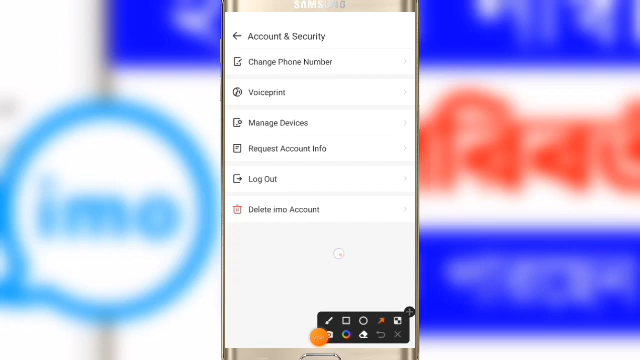 SAMSUNG
Account & Security
Change Phone Number
Voiceprint
Manage Devices
Request Account Info
Log Out
Delete imo Account
imo